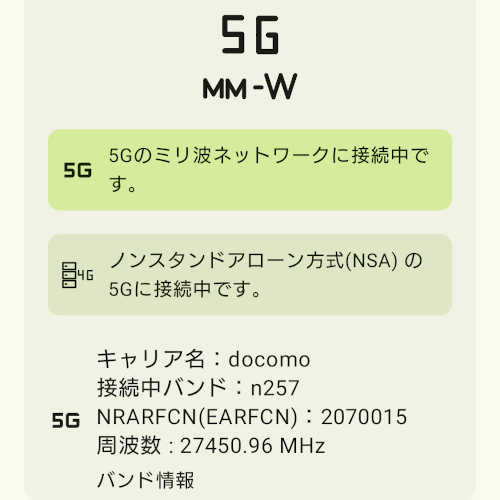 5G
MM-W
5G
5Gのミリ波ネットワークに接続中で
す。
4G
ノンスタンドアローン方式(NSA) の
5Gに接続中です。
キャリア名：docomo
接続中バンド：n257
5G
NRARFCN(EARFCN)：2070015
周波数 : 27450.96 MHz
バンド情報